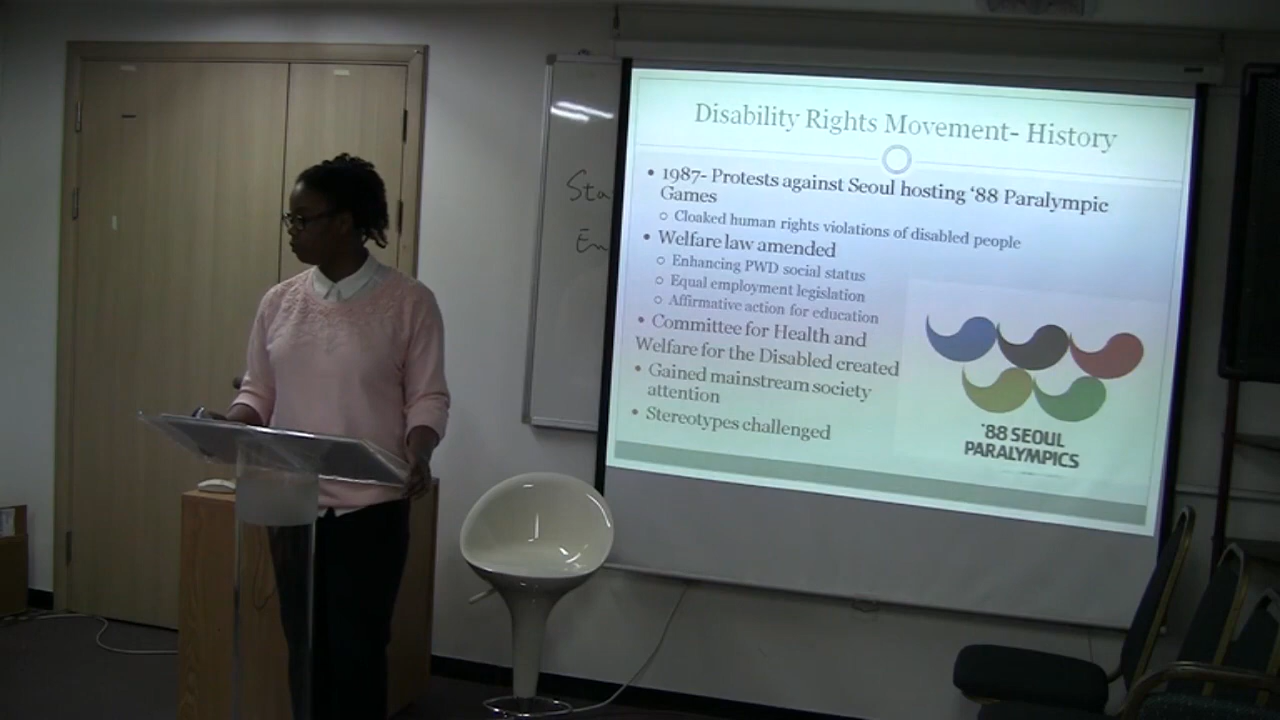 Sta
En
Disability Rights Movement- History
• 1987- Protests against Seoul hosting ‘88 Paralympic
Games
○ Cloaked human rights violations of disabled people
• Welfare law amended
○ Enhancing PWD social status
○ Equal employment legislation
○ Affirmative action for education
• Committee for Health and
Welfare for the Disabled created
• Gained mainstream society
attention
• Stereotypes challenged
'88 SEOUL
PARALYMPICS